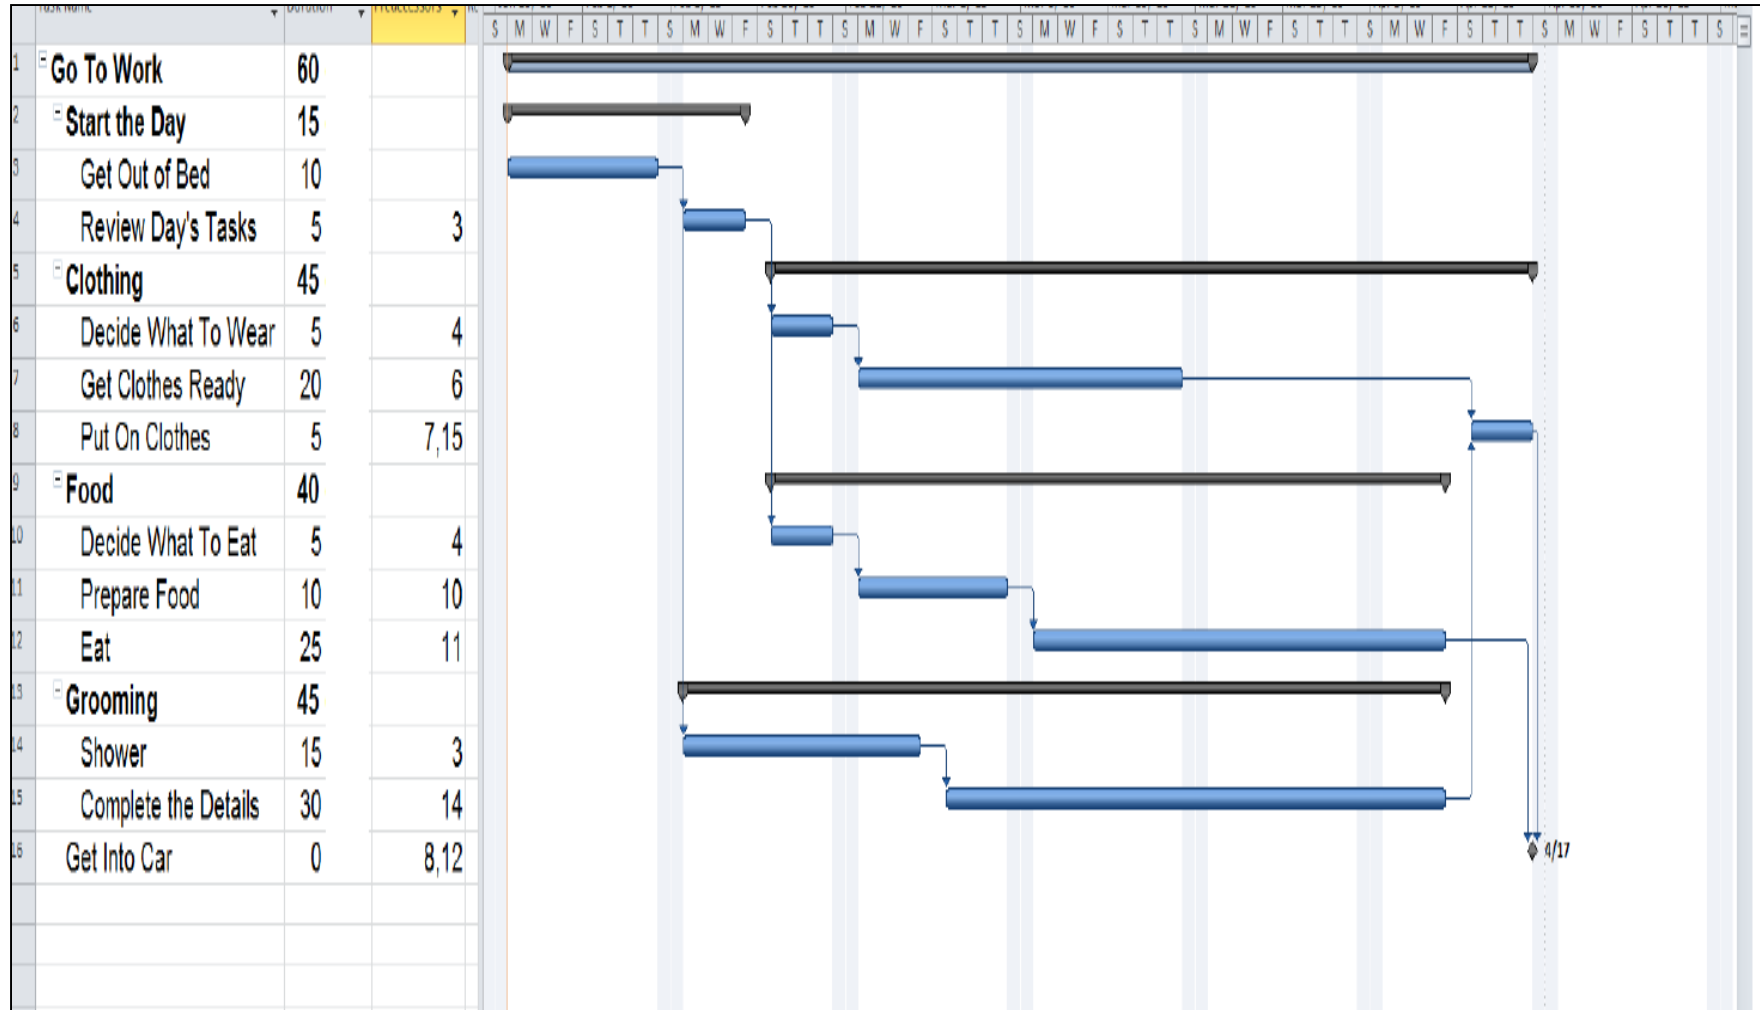 Task Name Duration Predecessors
S M W F S T T S M W F S T T S M W F S T T S M W F S T T S M W F S T T S M W F S T T S M W F S T T S
1 Go To Work 60
2 Start the Day 15
3 Get Out of Bed 10
4 Review Day's Tasks 5 3
5 Clothing 45
6 Decide What To Wear 5 4
7 Get Clothes Ready 20 6
8 Put On Clothes 5 7,15
9 Food 40
10 Decide What To Eat 5 4
11 Prepare Food 10 10
12 Eat 25 11
13 Grooming 45
14 Shower 15 3
15 Complete the Details 30 14
16 Get Into Car 0 8,12
4/17